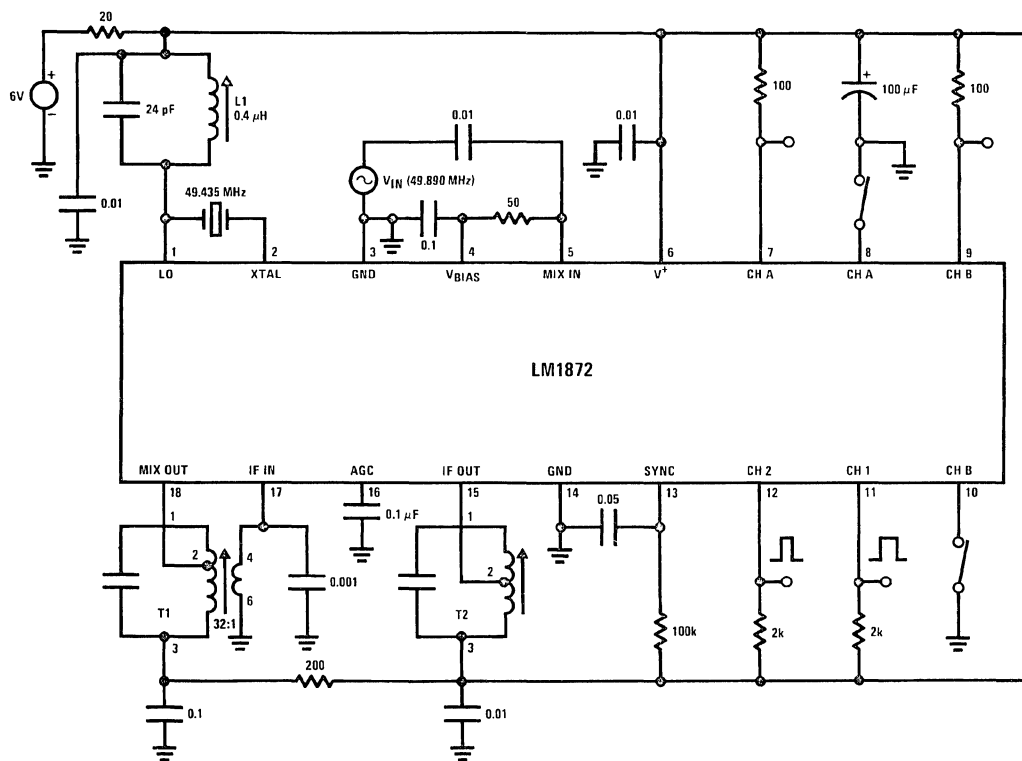 20
+
6V
−
24 pF
L1
0.4 μH
0.01
49.435 MHz
0.01
V_IN (49.890 MHz)
0.1
50
0.01
100
+
100 μF
100
1
2
3
4
5
6
7
8
9
LO
XTAL
GND
V_BIAS
MIX IN
V⁺
CH A
CH A
CH B
LM1872
MIX OUT
IF IN
AGC
IF OUT
GND
SYNC
CH 2
CH 1
CH B
18
17
16
15
14
13
12
11
10
1
2
T1
3
32:1
4
6
0.001
0.1 μF
1
2
T2
3
0.05
100k
2k
2k
200
0.1
0.01